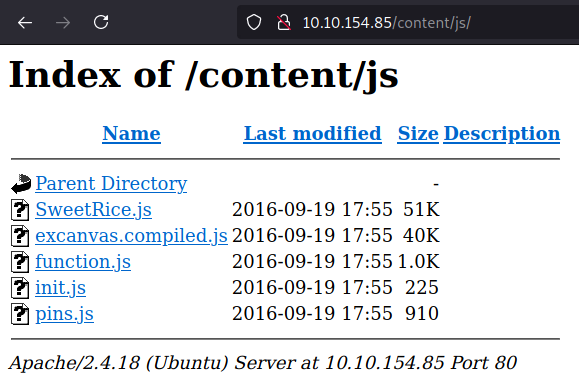 10.10.154.85/content/js/
Index of /content/js
Name Last modified Size Description
Parent Directory -
SweetRice.js 2016-09-19 17:55 51K
excanvas.compiled.js 2016-09-19 17:55 40K
function.js 2016-09-19 17:55 1.0K
init.js 2016-09-19 17:55 225
pins.js 2016-09-19 17:55 910
Apache/2.4.18 (Ubuntu) Server at 10.10.154.85 Port 80